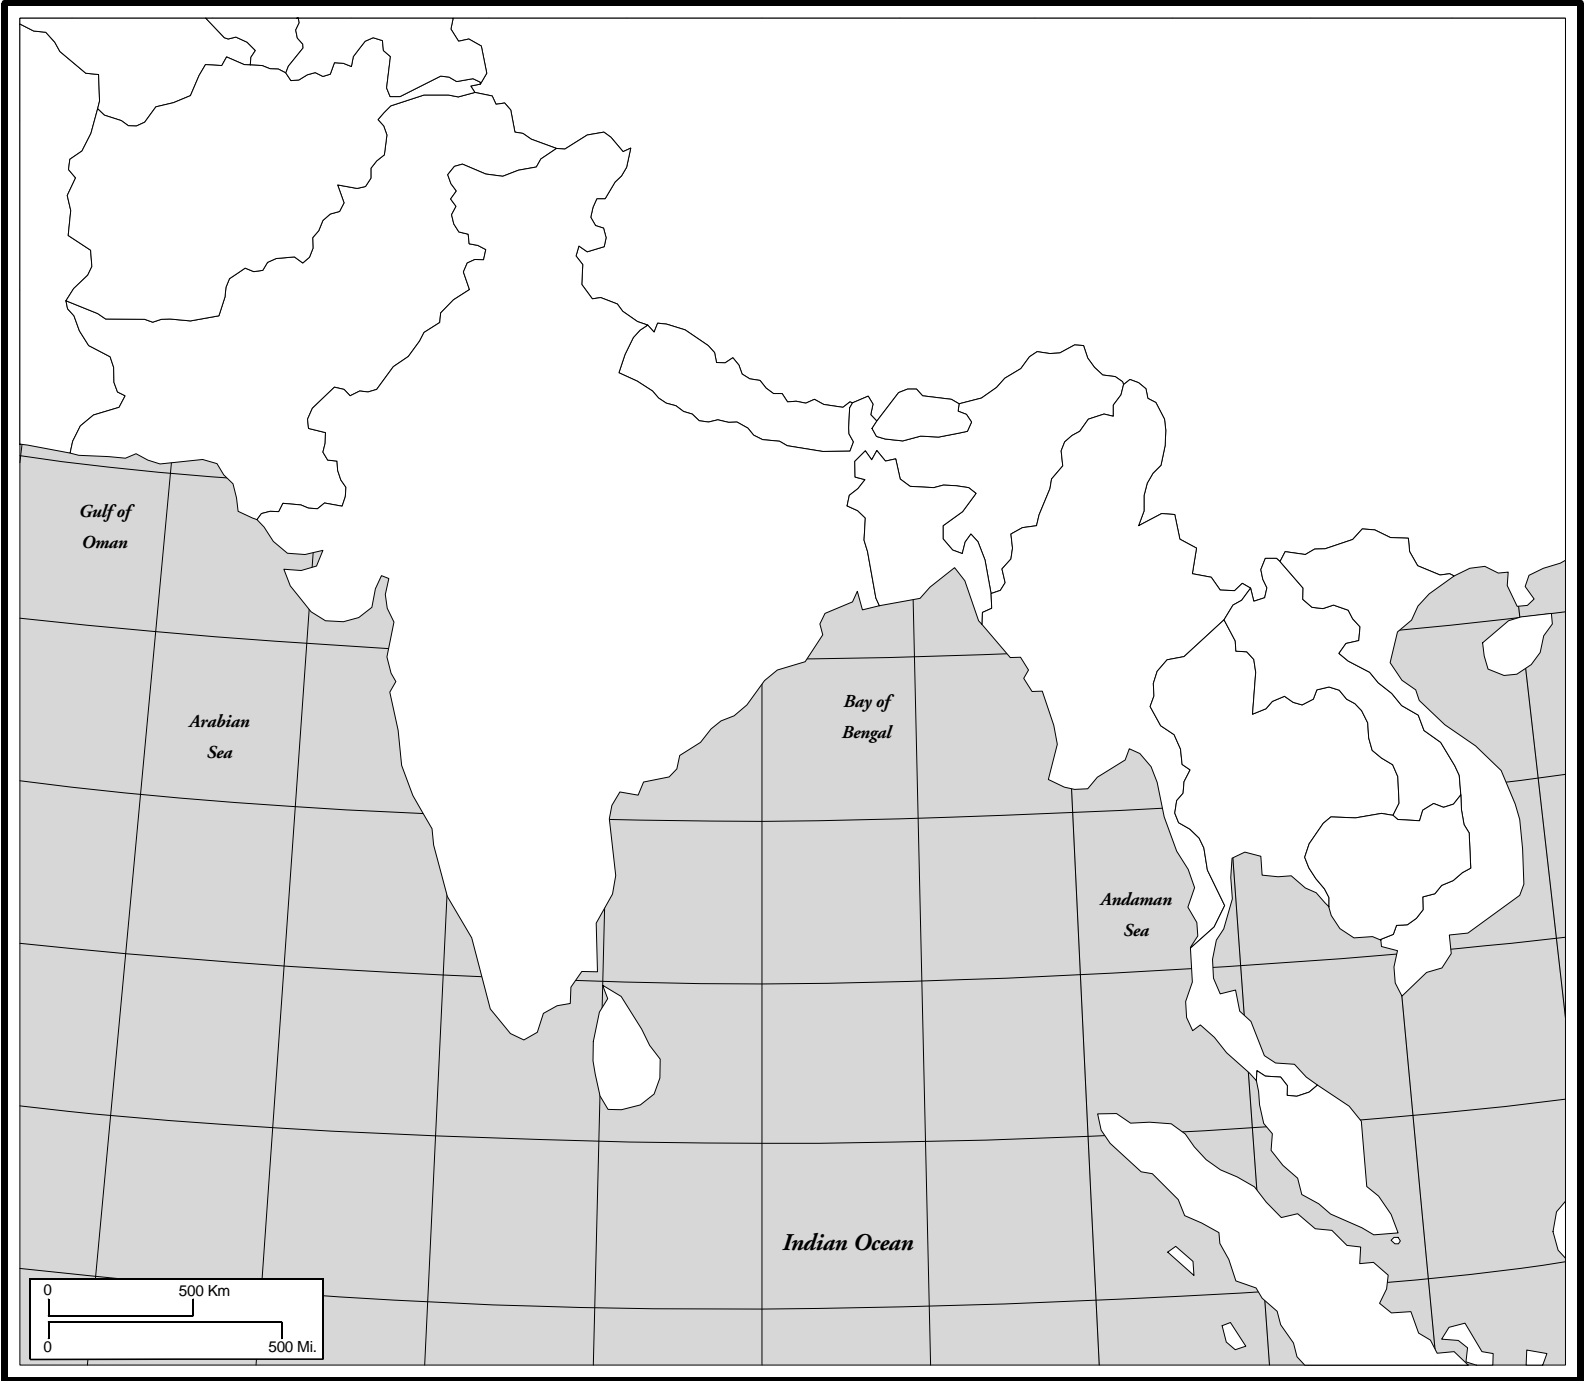 Gulf of
Oman
Arabian
Sea
Bay of
Bengal
Andaman
Sea
Indian Ocean
0 500 Km
0 500 Mi.